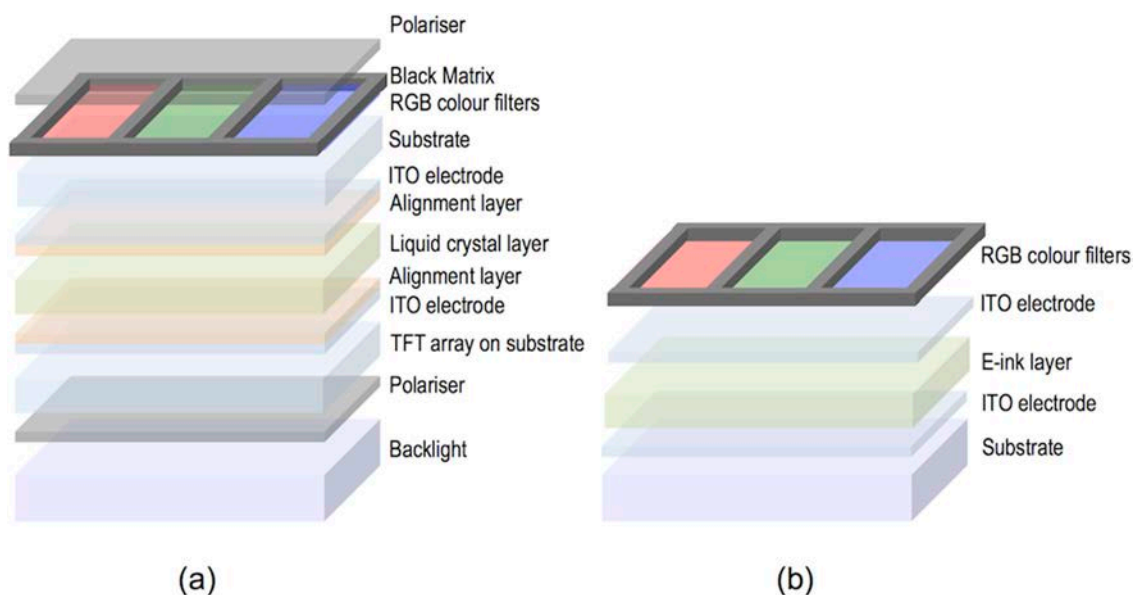 Polariser
Black Matrix
RGB colour filters
Substrate
ITO electrode
Alignment layer
Liquid crystal layer
Alignment layer
ITO electrode
TFT array on substrate
Polariser
Backlight
(a)
RGB colour filters
ITO electrode
E-ink layer
ITO electrode
Substrate
(b)